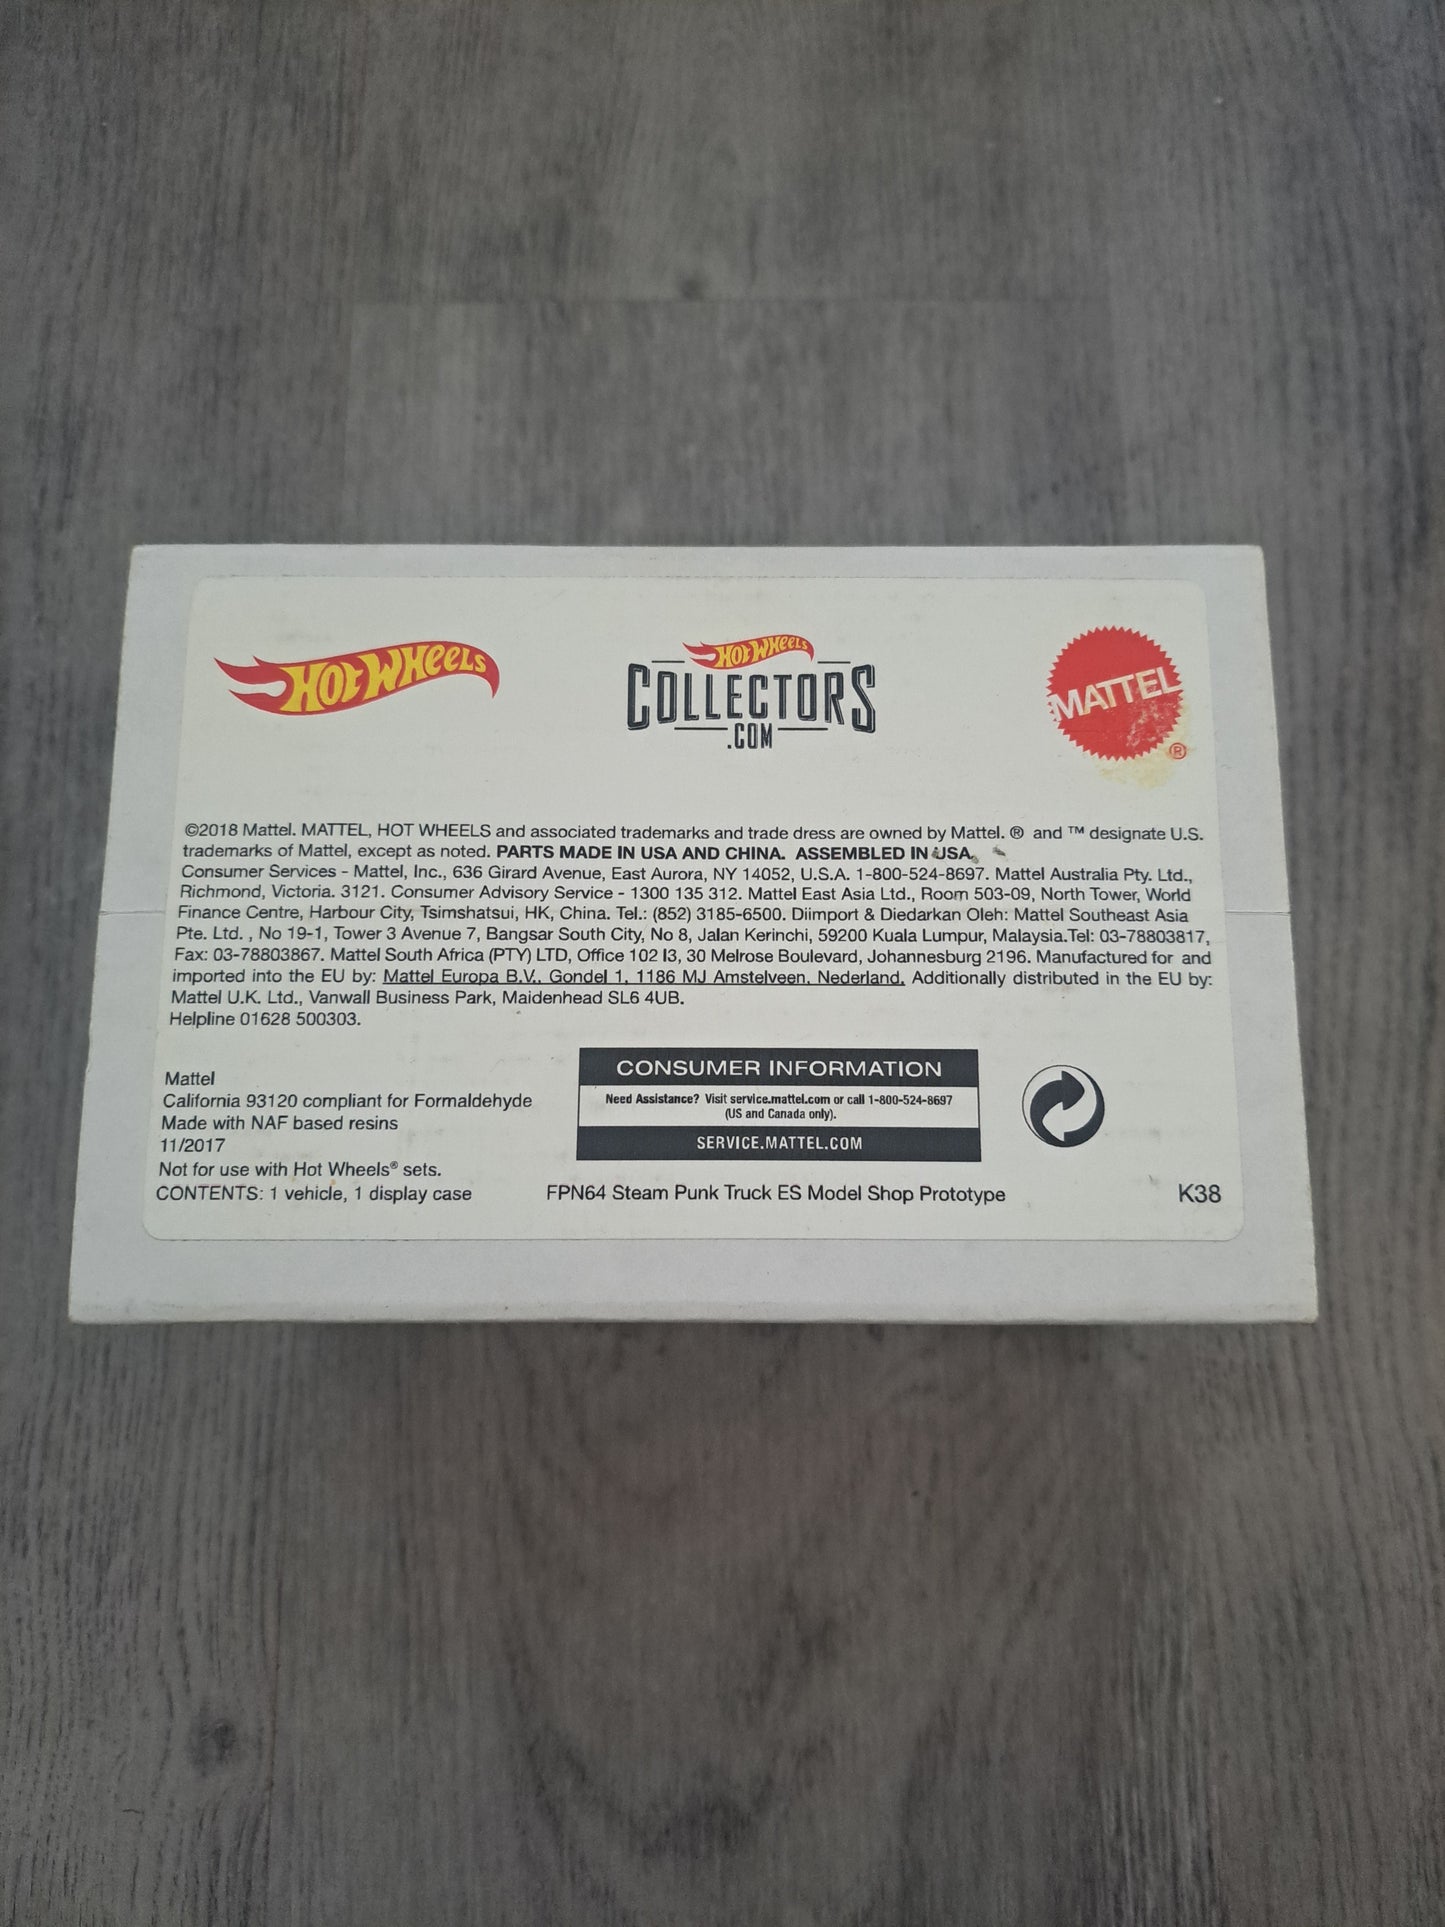 HOT WHEELS
HOT WHEELS
COLLECTORS
.COM
MATTEL
®
©2018 Mattel. MATTEL, HOT WHEELS and associated trademarks and trade dress are owned by Mattel. ® and ™ designate U.S.
trademarks of Mattel, except as noted. PARTS MADE IN USA AND CHINA. ASSEMBLED IN USA.
Consumer Services - Mattel, Inc., 636 Girard Avenue, East Aurora, NY 14052, U.S.A. 1-800-524-8697. Mattel Australia Pty. Ltd.,
Richmond, Victoria. 3121. Consumer Advisory Service - 1300 135 312. Mattel East Asia Ltd., Room 503-09, North Tower, World
Finance Centre, Harbour City, Tsimshatsui, HK, China. Tel.: (852) 3185-6500. Diimport & Diedarkan Oleh: Mattel Southeast Asia
Pte. Ltd. , No 19-1, Tower 3 Avenue 7, Bangsar South City, No 8, Jalan Kerinchi, 59200 Kuala Lumpur, Malaysia.Tel: 03-78803817,
Fax: 03-78803867. Mattel South Africa (PTY) LTD, Office 102 I3, 30 Melrose Boulevard, Johannesburg 2196. Manufactured for and
imported into the EU by: Mattel Europa B.V., Gondel 1, 1186 MJ Amstelveen, Nederland. Additionally distributed in the EU by:
Mattel U.K. Ltd., Vanwall Business Park, Maidenhead SL6 4UB.
Helpline 01628 500303.
Mattel
California 93120 compliant for Formaldehyde
Made with NAF based resins
11/2017
Not for use with Hot Wheels® sets.
CONTENTS: 1 vehicle, 1 display case
CONSUMER INFORMATION
Need Assistance? Visit service.mattel.com or call 1-800-524-8697
(US and Canada only).
SERVICE.MATTEL.COM
FPN64 Steam Punk Truck ES Model Shop Prototype
K38